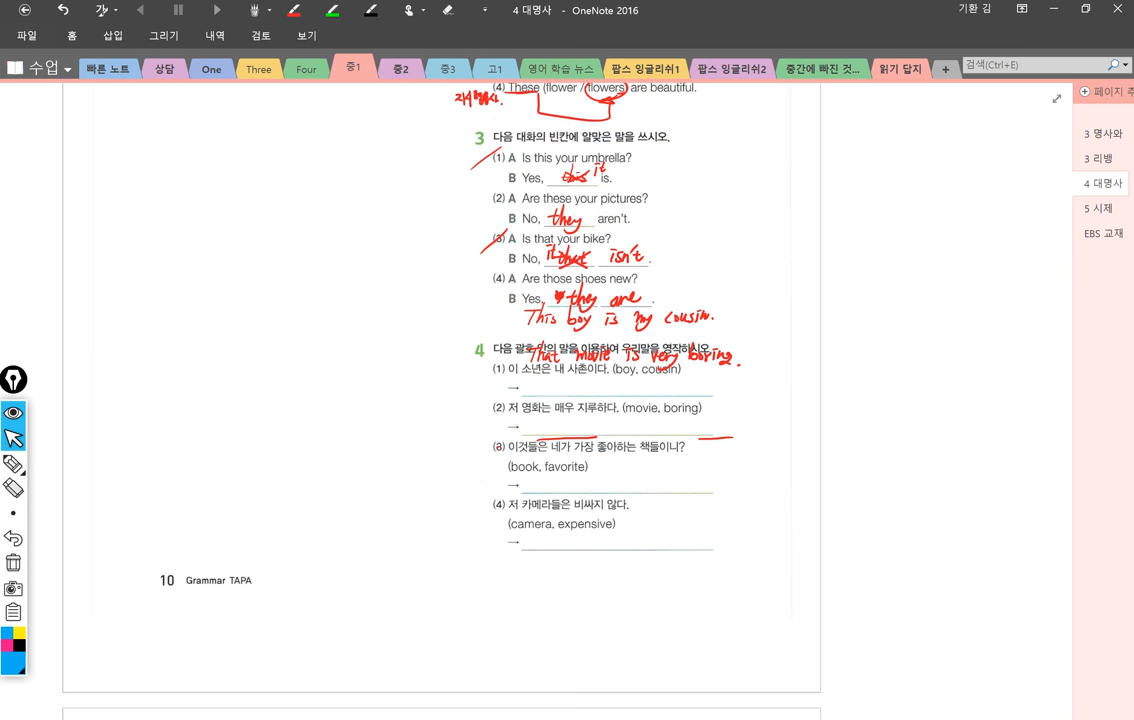 4 대명사 - OneNote 2016
기환 김
파일 홈 삽입 그리기 내역 검토 보기
수업 빠른 노트 상담 One Three Four 중1 중2 중3 고1 영어 학습 뉴스 팝스 잉글리쉬1 팝스 잉글리쉬2 중간에 빠진 것... 읽기 답지 + 검색(Ctrl+E)
페이지 추
3 명사와
3 리뱅
4 대명사
5 시제
EBS 교재
(4) These (flower / flowers) are beautiful.
3 다음 대화의 빈칸에 알맞은 말을 쓰시오.
(1) A Is this your umbrella?
B Yes, this it is.
(2) A Are these your pictures?
B No, they aren't.
(3) A Is that your bike?
B No, it that isn't.
(4) A Are those shoes new?
B Yes, they are.
This boy is my cousin.
4 다음 괄호 안의 말을 이용하여 우리말을 영작하시오.
That movie is very boring.
(1) 이 소년은 내 사촌이다. (boy, cousin)
→
(2) 저 영화는 매우 지루하다. (movie, boring)
→
(3) 이것들은 네가 가장 좋아하는 책들이니?
(book, favorite)
→
(4) 저 카메라들은 비싸지 않다.
(camera, expensive)
→
10 Grammar TAPA